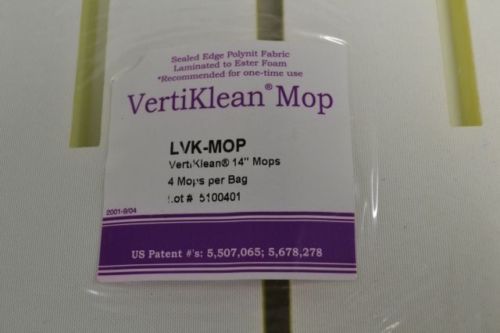 Sealed Edge Polynit Fabric
Laminated to Ester Foam
*Recommended for one-time use
VertiKlean® Mop
LVK-MOP
VertiKlean® 14" Mops
4 Mops per Bag
Lot # 5100401
2001-9/04
US Patent #'s: 5,507,065; 5,678,278